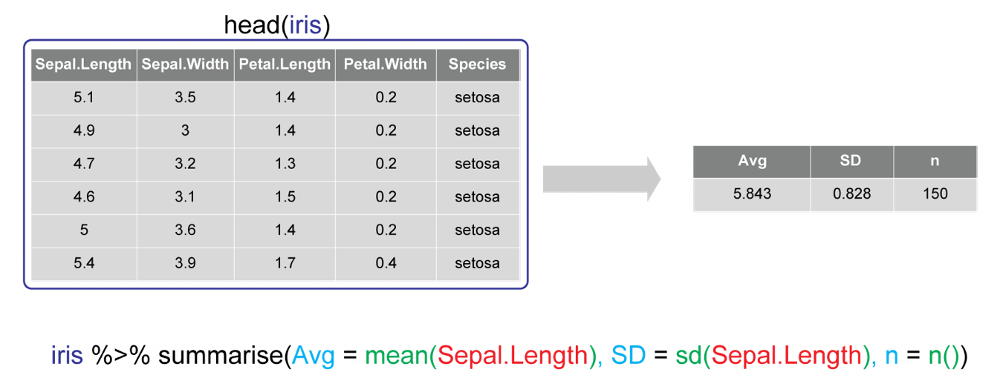 head(iris)
Sepal.Length Sepal.Width Petal.Length Petal.Width Species
5.1 3.5 1.4 0.2 setosa
4.9 3 1.4 0.2 setosa
4.7 3.2 1.3 0.2 setosa
4.6 3.1 1.5 0.2 setosa
5 3.6 1.4 0.2 setosa
5.4 3.9 1.7 0.4 setosa
Avg SD n
5.843 0.828 150
iris %>% summarise(Avg = mean(Sepal.Length), SD = sd(Sepal.Length), n = n())